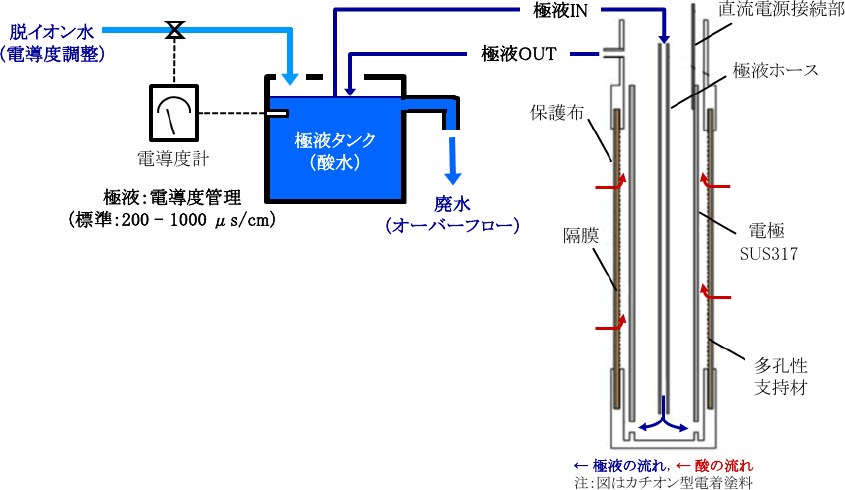 極液IN
直流電源接続部
脱イオン水
(電導度調整)
極液OUT
極液ホース
保護布
極液タンク
（酸水）
電導度計
極液：電導度管理
(標準：200 - 1000 μs/cm)
廃水
(オーバーフロー)
隔膜
電極
SUS317
多孔性
支持材
← 極液の流れ, ← 酸の流れ
注：図はカチオン型電着塗料